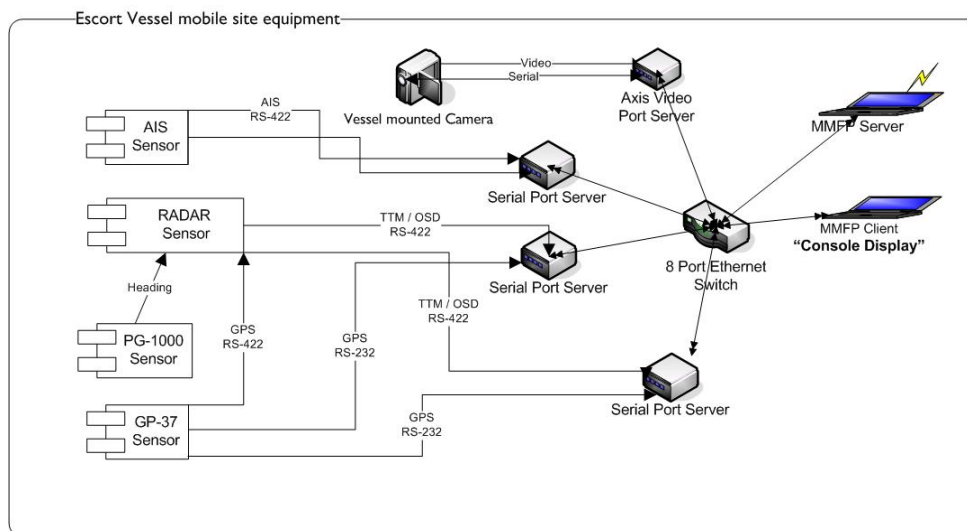 Escort Vessel mobile site equipment
Video
Serial
Vessel mounted Camera
Axis Video
Port Server
MMFP Server
AIS
Sensor
AIS
RS-422
Serial Port Server
RADAR
Sensor
TTM / OSD
RS-422
Serial Port Server
8 Port Ethernet
Switch
MMFP Client
“Console Display”
Heading
PG-1000
Sensor
GPS
RS-422
GPS
RS-232
TTM / OSD
RS-422
Serial Port Server
GP-37
Sensor
GPS
RS-232